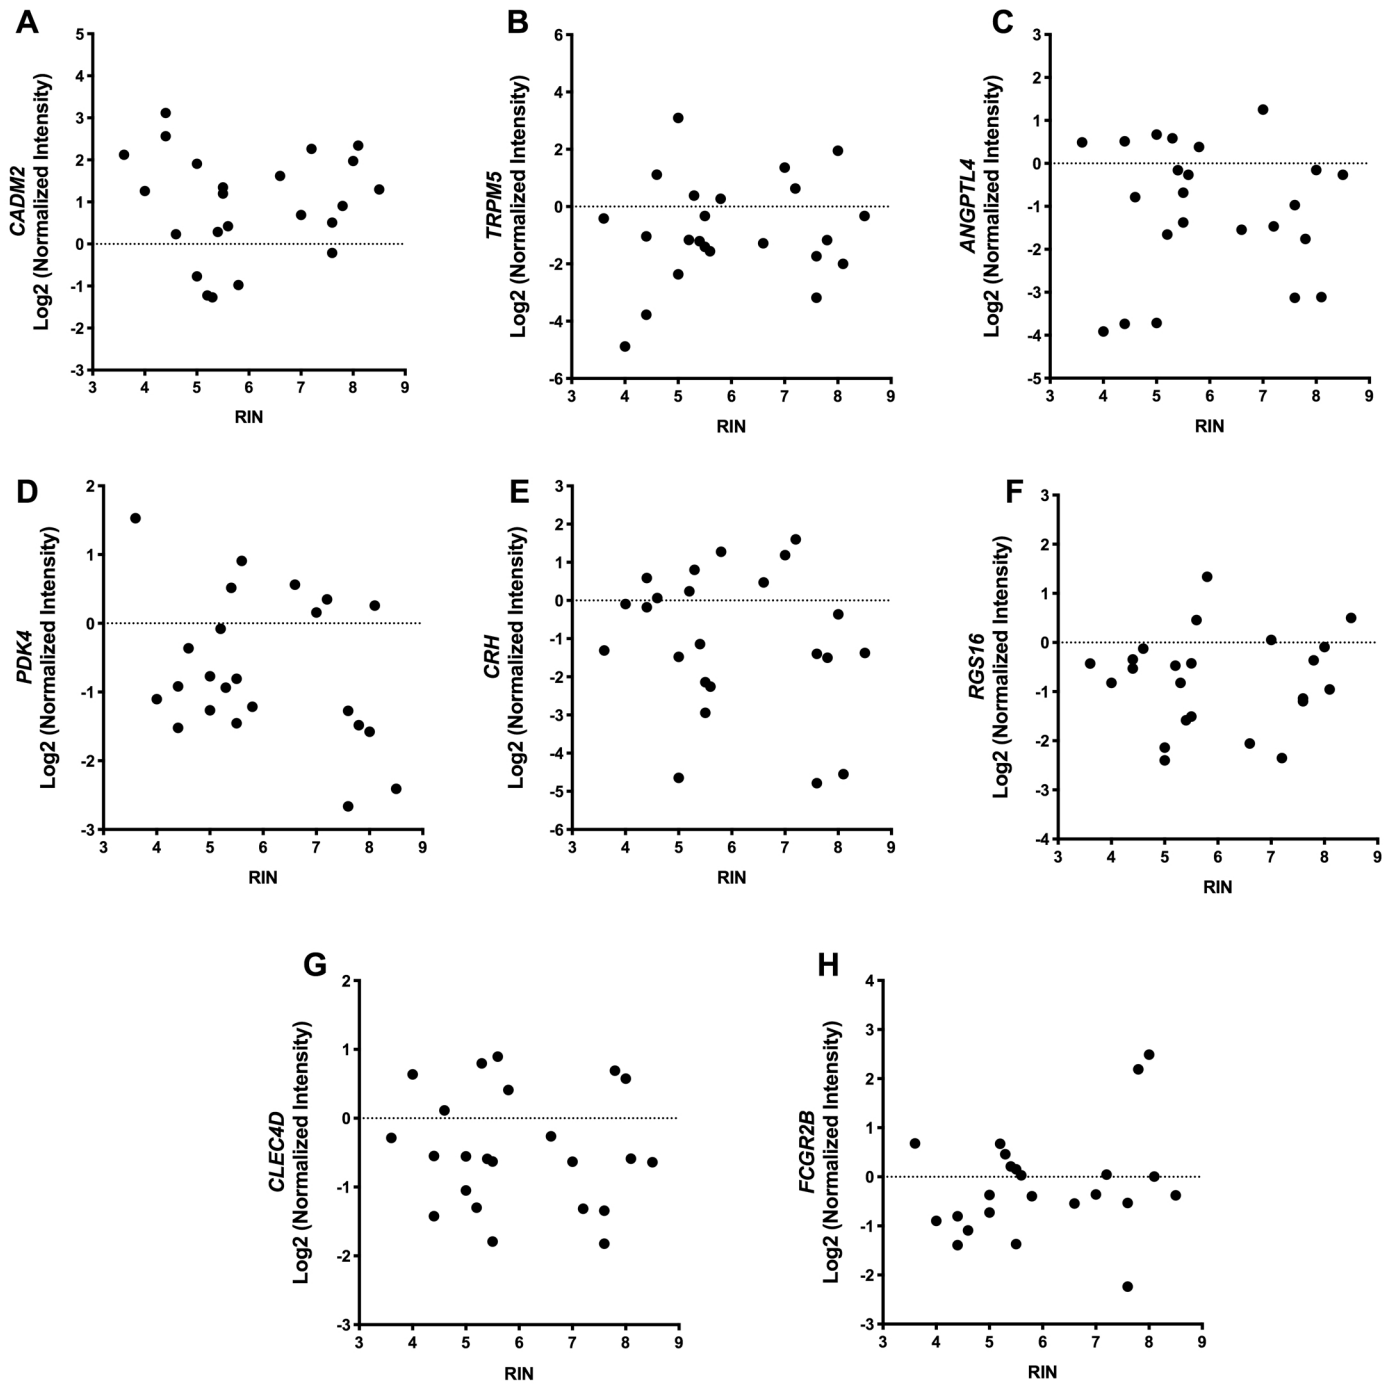 A
CADM2
Log2 (Normalized Intensity)
5
4
3
2
1
0
-1
-2
-3
3 4 5 6 7 8 9
RIN
B
TRPM5
Log2 (Normalized Intensity)
6
4
2
0
-2
-4
-6
3 4 5 6 7 8 9
RIN
C
ANGPTL4
Log2 (Normalized Intensity)
3
2
1
0
-1
-2
-3
-4
-5
3 4 5 6 7 8 9
RIN
D
PDK4
Log2 (Normalized Intensity)
2
1
0
-1
-2
-3
3 4 5 6 7 8 9
RIN
E
CRH
Log2 (Normalized Intensity)
3
2
1
0
-1
-2
-3
-4
-5
-6
3 4 5 6 7 8 9
RIN
F
RGS16
Log2 (Normalized Intensity)
3
2
1
0
-1
-2
-3
-4
3 4 5 6 7 8 9
RIN
G
CLEC4D
Log2 (Normalized Intensity)
2
1
0
-1
-2
-3
3 4 5 6 7 8 9
RIN
H
FCGR2B
Log2 (Normalized Intensity)
4
3
2
1
0
-1
-2
-3
3 4 5 6 7 8 9
RIN